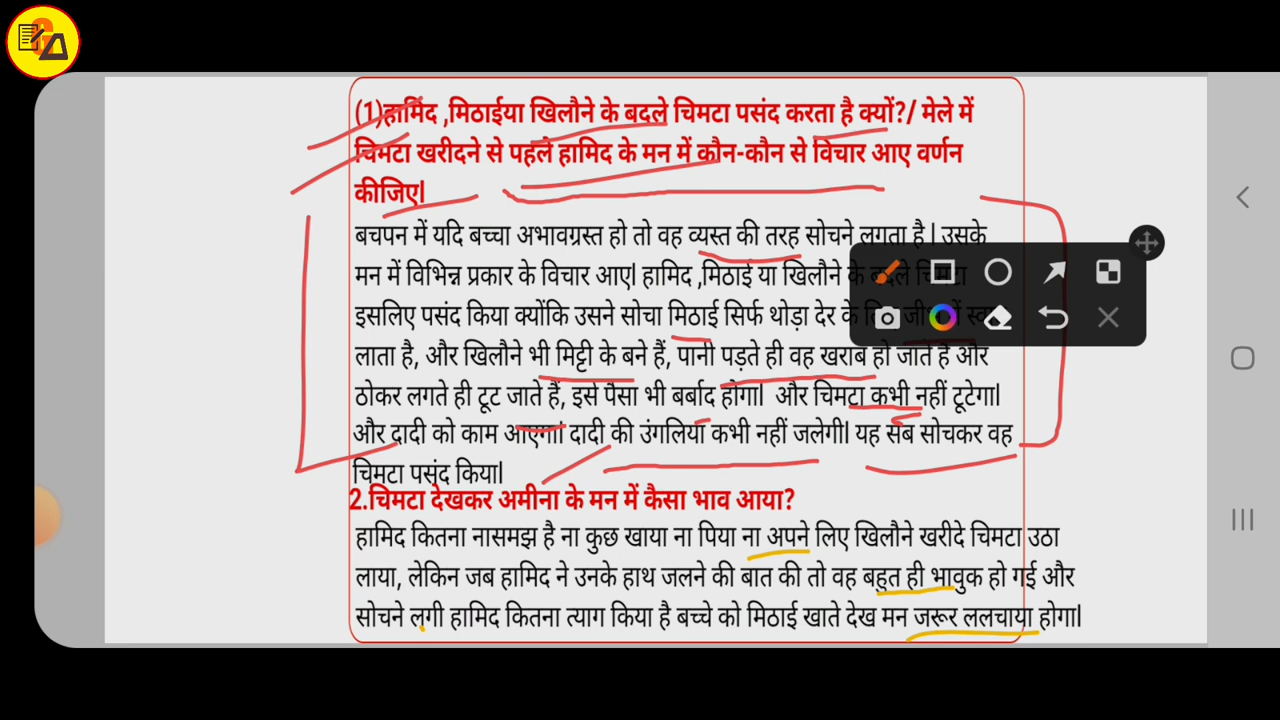 (1)हामिद ,मिठाईया खिलौने के बदले चिमटा पसंद करता है क्यों?/ मेले में
चिमटा खरीदने से पहले हामिद के मन में कौन-कौन से विचार आए वर्णन
कीजिए।
बचपन में यदि बच्चा अभावग्रस्त हो तो वह व्यस्त की तरह सोचने लगता है | उसके
मन में विभिन्न प्रकार के विचार आए। हामिद ,मिठाई या खिलौने के बदले चिमटा
इसलिए पसंद किया क्योंकि उसने सोचा मिठाई सिर्फ थोड़ा देर के
लाता है, और खिलौने भी मिट्टी के बने हैं, पानी पड़ते ही वह खराब हो जाते है और
ठोकर लगते ही टूट जाते हैं, इसे पैसा भी बर्बाद होगा। और चिमटा कभी नहीं टूटेगा।
और दादी को काम आएगा। दादी की उंगलिया कभी नहीं जलेगी। यह सब सोचकर वह
चिमटा पसंद किया।
2.चिमटा देखकर अमीना के मन में कैसा भाव आया?
हामिद कितना नासमझ है ना कुछ खाया ना पिया ना अपने लिए खिलौने खरीदे चिमटा उठा
लाया, लेकिन जब हामिद ने उनके हाथ जलने की बात की तो वह बहुत ही भावुक हो गई और
सोचने लगी हामिद कितना त्याग किया है बच्चे को मिठाई खाते देख मन जरूर ललचाया होगा।